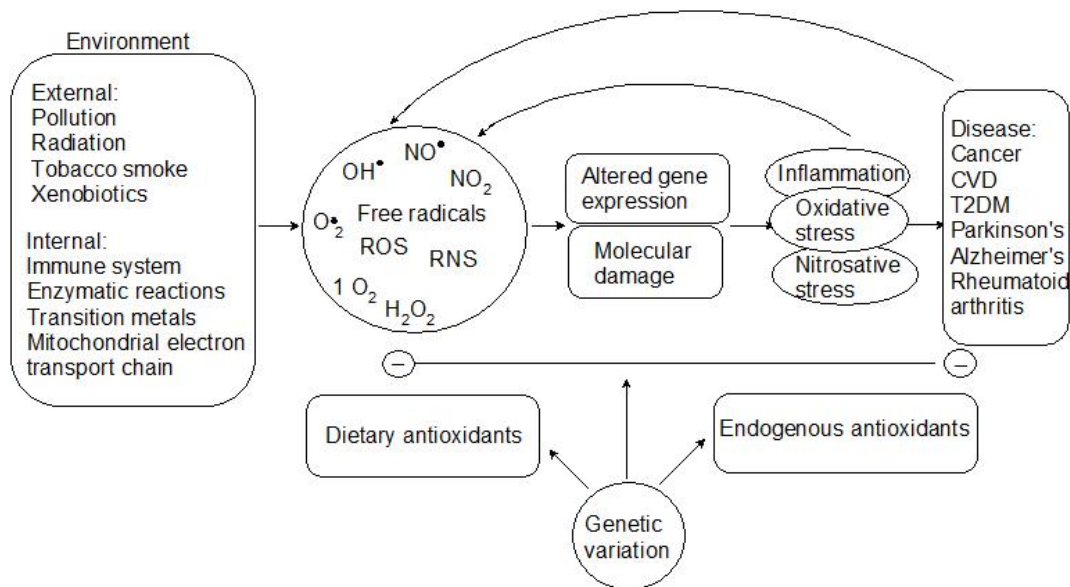 Environment
External:
Pollution
Radiation
Tobacco smoke
Xenobiotics
Internal:
Immune system
Enzymatic reactions
Transition metals
Mitochondrial electron
transport chain
OH•
NO•
NO₂
O₂•
Free radicals
ROS
RNS
1 O₂
H₂O₂
Altered gene
expression
Molecular
damage
Inflammation
Oxidative
stress
Nitrosative
stress
Disease:
Cancer
CVD
T2DM
Parkinson's
Alzheimer's
Rheumatoid
arthritis
−
−
Dietary antioxidants
Endogenous antioxidants
Genetic
variation